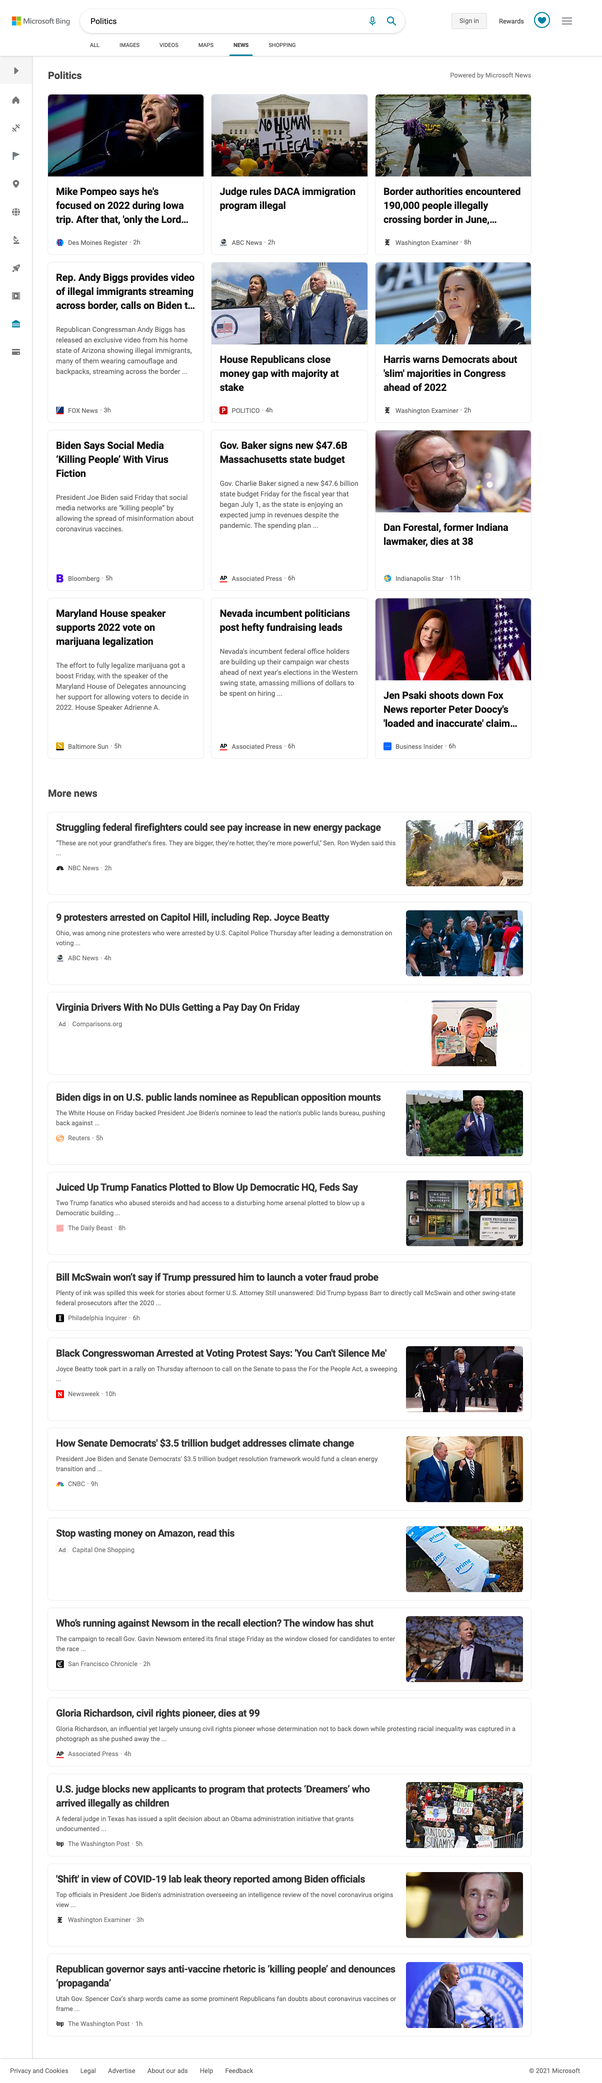 Microsoft Bing
Politics
Sign in
Rewards
ALL
IMAGES
VIDEOS
MAPS
NEWS
SHOPPING
Politics
Powered by Microsoft News
NO HUMAN
IS
ILLEGAL
Mike Pompeo says he's
focused on 2022 during Iowa
trip. After that, 'only the Lord...
Des Moines Register · 2h
Judge rules DACA immigration
program illegal
ABC News · 2h
Border authorities encountered
190,000 people illegally
crossing border in June,...
Washington Examiner · 8h
Rep. Andy Biggs provides video
of illegal immigrants streaming
across border, calls on Biden t...
Republican Congressman Andy Biggs has
released an exclusive video from his home
state of Arizona showing illegal immigrants,
many of them wearing camouflage and
backpacks, streaming across the border ...
FOX News · 3h
House Republicans close
money gap with majority at
stake
POLITICO · 4h
Harris warns Democrats about
'slim' majorities in Congress
ahead of 2022
Washington Examiner · 2h
Biden Says Social Media
'Killing People' With Virus
Fiction
President Joe Biden said Friday that social
media networks are "killing people" by
allowing the spread of misinformation about
coronavirus vaccines.
Bloomberg · 5h
Gov. Baker signs new $47.6B
Massachusetts state budget
Gov. Charlie Baker signed a new $47.6 billion
state budget Friday for the fiscal year that
began July 1, as the state is enjoying an
expected jump in revenues despite the
pandemic. The spending plan ...
AP Associated Press · 6h
Dan Forestal, former Indiana
lawmaker, dies at 38
Indianapolis Star · 11h
Maryland House speaker
supports 2022 vote on
marijuana legalization
The effort to fully legalize marijuana got a
boost Friday, with the speaker of the
Maryland House of Delegates announcing
her support for allowing voters to decide in
2022. House Speaker Adrienne A.
Baltimore Sun · 5h
Nevada incumbent politicians
post hefty fundraising leads
Nevada's incumbent federal office holders
are building up their campaign war chests
ahead of next year's elections in the Western
swing state, amassing millions of dollars to
be spent on hiring ...
AP Associated Press · 6h
Jen Psaki shoots down Fox
News reporter Peter Doocy's
'loaded and inaccurate' claim...
Business Insider · 6h
More news
Struggling federal firefighters could see pay increase in new energy package
"These are not your grandfather's fires. They are bigger, they're hotter, they're more powerful," Sen. Ron Wyden said this
...
NBC News · 2h
9 protesters arrested on Capitol Hill, including Rep. Joyce Beatty
Ohio, was among nine protesters who were arrested by U.S. Capitol Police Thursday after leading a demonstration on
voting ...
ABC News · 4h
Virginia Drivers With No DUIs Getting a Pay Day On Friday
Ad Comparisons.org
Biden digs in on U.S. public lands nominee as Republican opposition mounts
The White House on Friday backed President Joe Biden's nominee to lead the nation's public lands bureau, pushing
back against ...
Reuters · 5h
Juiced Up Trump Fanatics Plotted to Blow Up Democratic HQ, Feds Say
Two Trump fanatics who abused steroids and had access to a disturbing home arsenal plotted to blow up a
Democratic building ...
The Daily Beast · 8h
Bill McSwain won't say if Trump pressured him to launch a voter fraud probe
Plenty of ink was spilled this week for stories about former U.S. Attorney Still unanswered: Did Trump bypass Barr to directly call McSwain and other swing-state
federal prosecutors after the 2020 ...
Philadelphia Inquirer · 6h
Black Congresswoman Arrested at Voting Protest Says: 'You Can't Silence Me'
Joyce Beatty took part in a rally on Thursday afternoon to call on the Senate to pass the For the People Act, a sweeping
...
Newsweek · 10h
How Senate Democrats' $3.5 trillion budget addresses climate change
President Joe Biden and Senate Democrats' $3.5 trillion budget resolution framework would fund a clean energy
transition and ...
CNBC · 9h
Stop wasting money on Amazon, read this
Ad Capital One Shopping
prime
prime
Who's running against Newsom in the recall election? The window has shut
The campaign to recall Gov. Gavin Newsom entered its final stage Friday as the window closed for candidates to enter
the race ...
San Francisco Chronicle · 2h
Gloria Richardson, civil rights pioneer, dies at 99
Gloria Richardson, an influential yet largely unsung civil rights pioneer whose determination not to back down while protesting racial inequality was captured in a
photograph as she pushed away the ...
AP Associated Press · 4h
U.S. judge blocks new applicants to program that protects 'Dreamers' who
arrived illegally as children
A federal judge in Texas has issued a split decision about an Obama administration initiative that grants
undocumented ...
wp The Washington Post · 5h
'Shift' in view of COVID-19 lab leak theory reported among Biden officials
Top officials in President Joe Biden's administration overseeing an intelligence review of the novel coronavirus origins
view ...
Washington Examiner · 3h
Republican governor says anti-vaccine rhetoric is 'killing people' and denounces
'propaganda'
Utah Gov. Spencer Cox's sharp words came as some prominent Republicans fan doubts about coronavirus vaccines or
frame ...
wp The Washington Post · 1h
Privacy and Cookies
Legal
Advertise
About our ads
Help
Feedback
© 2021 Microsoft